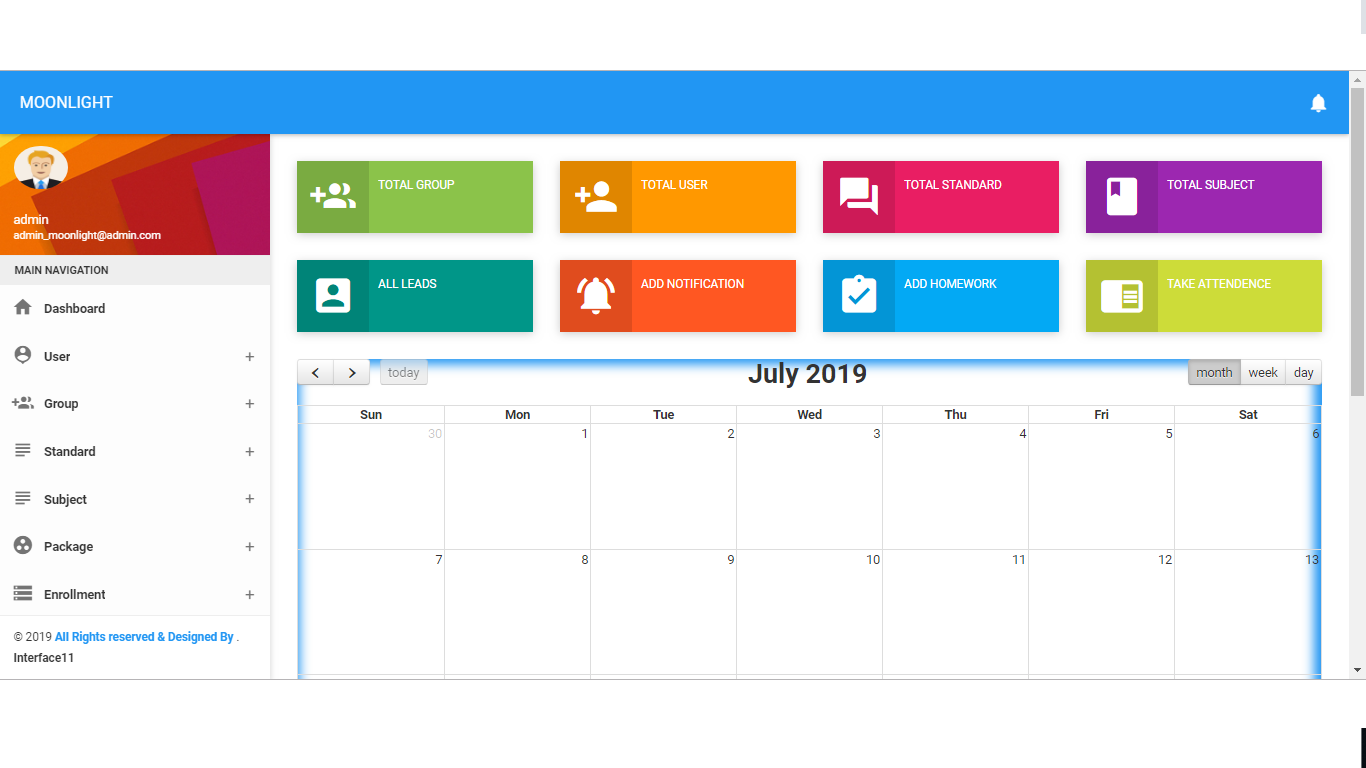 MOONLIGHT
admin
admin_moonlight@admin.com
MAIN NAVIGATION
Dashboard
User +
Group +
Standard +
Subject +
Package +
Enrollment +
© 2019 All Rights reserved & Designed By .
Interface11
TOTAL GROUP
TOTAL USER
TOTAL STANDARD
TOTAL SUBJECT
ALL LEADS
ADD NOTIFICATION
ADD HOMEWORK
TAKE ATTENDENCE
today
July 2019
month week day
Sun Mon Tue Wed Thu Fri Sat
30 1 2 3 4 5 6
7 8 9 10 11 12 13